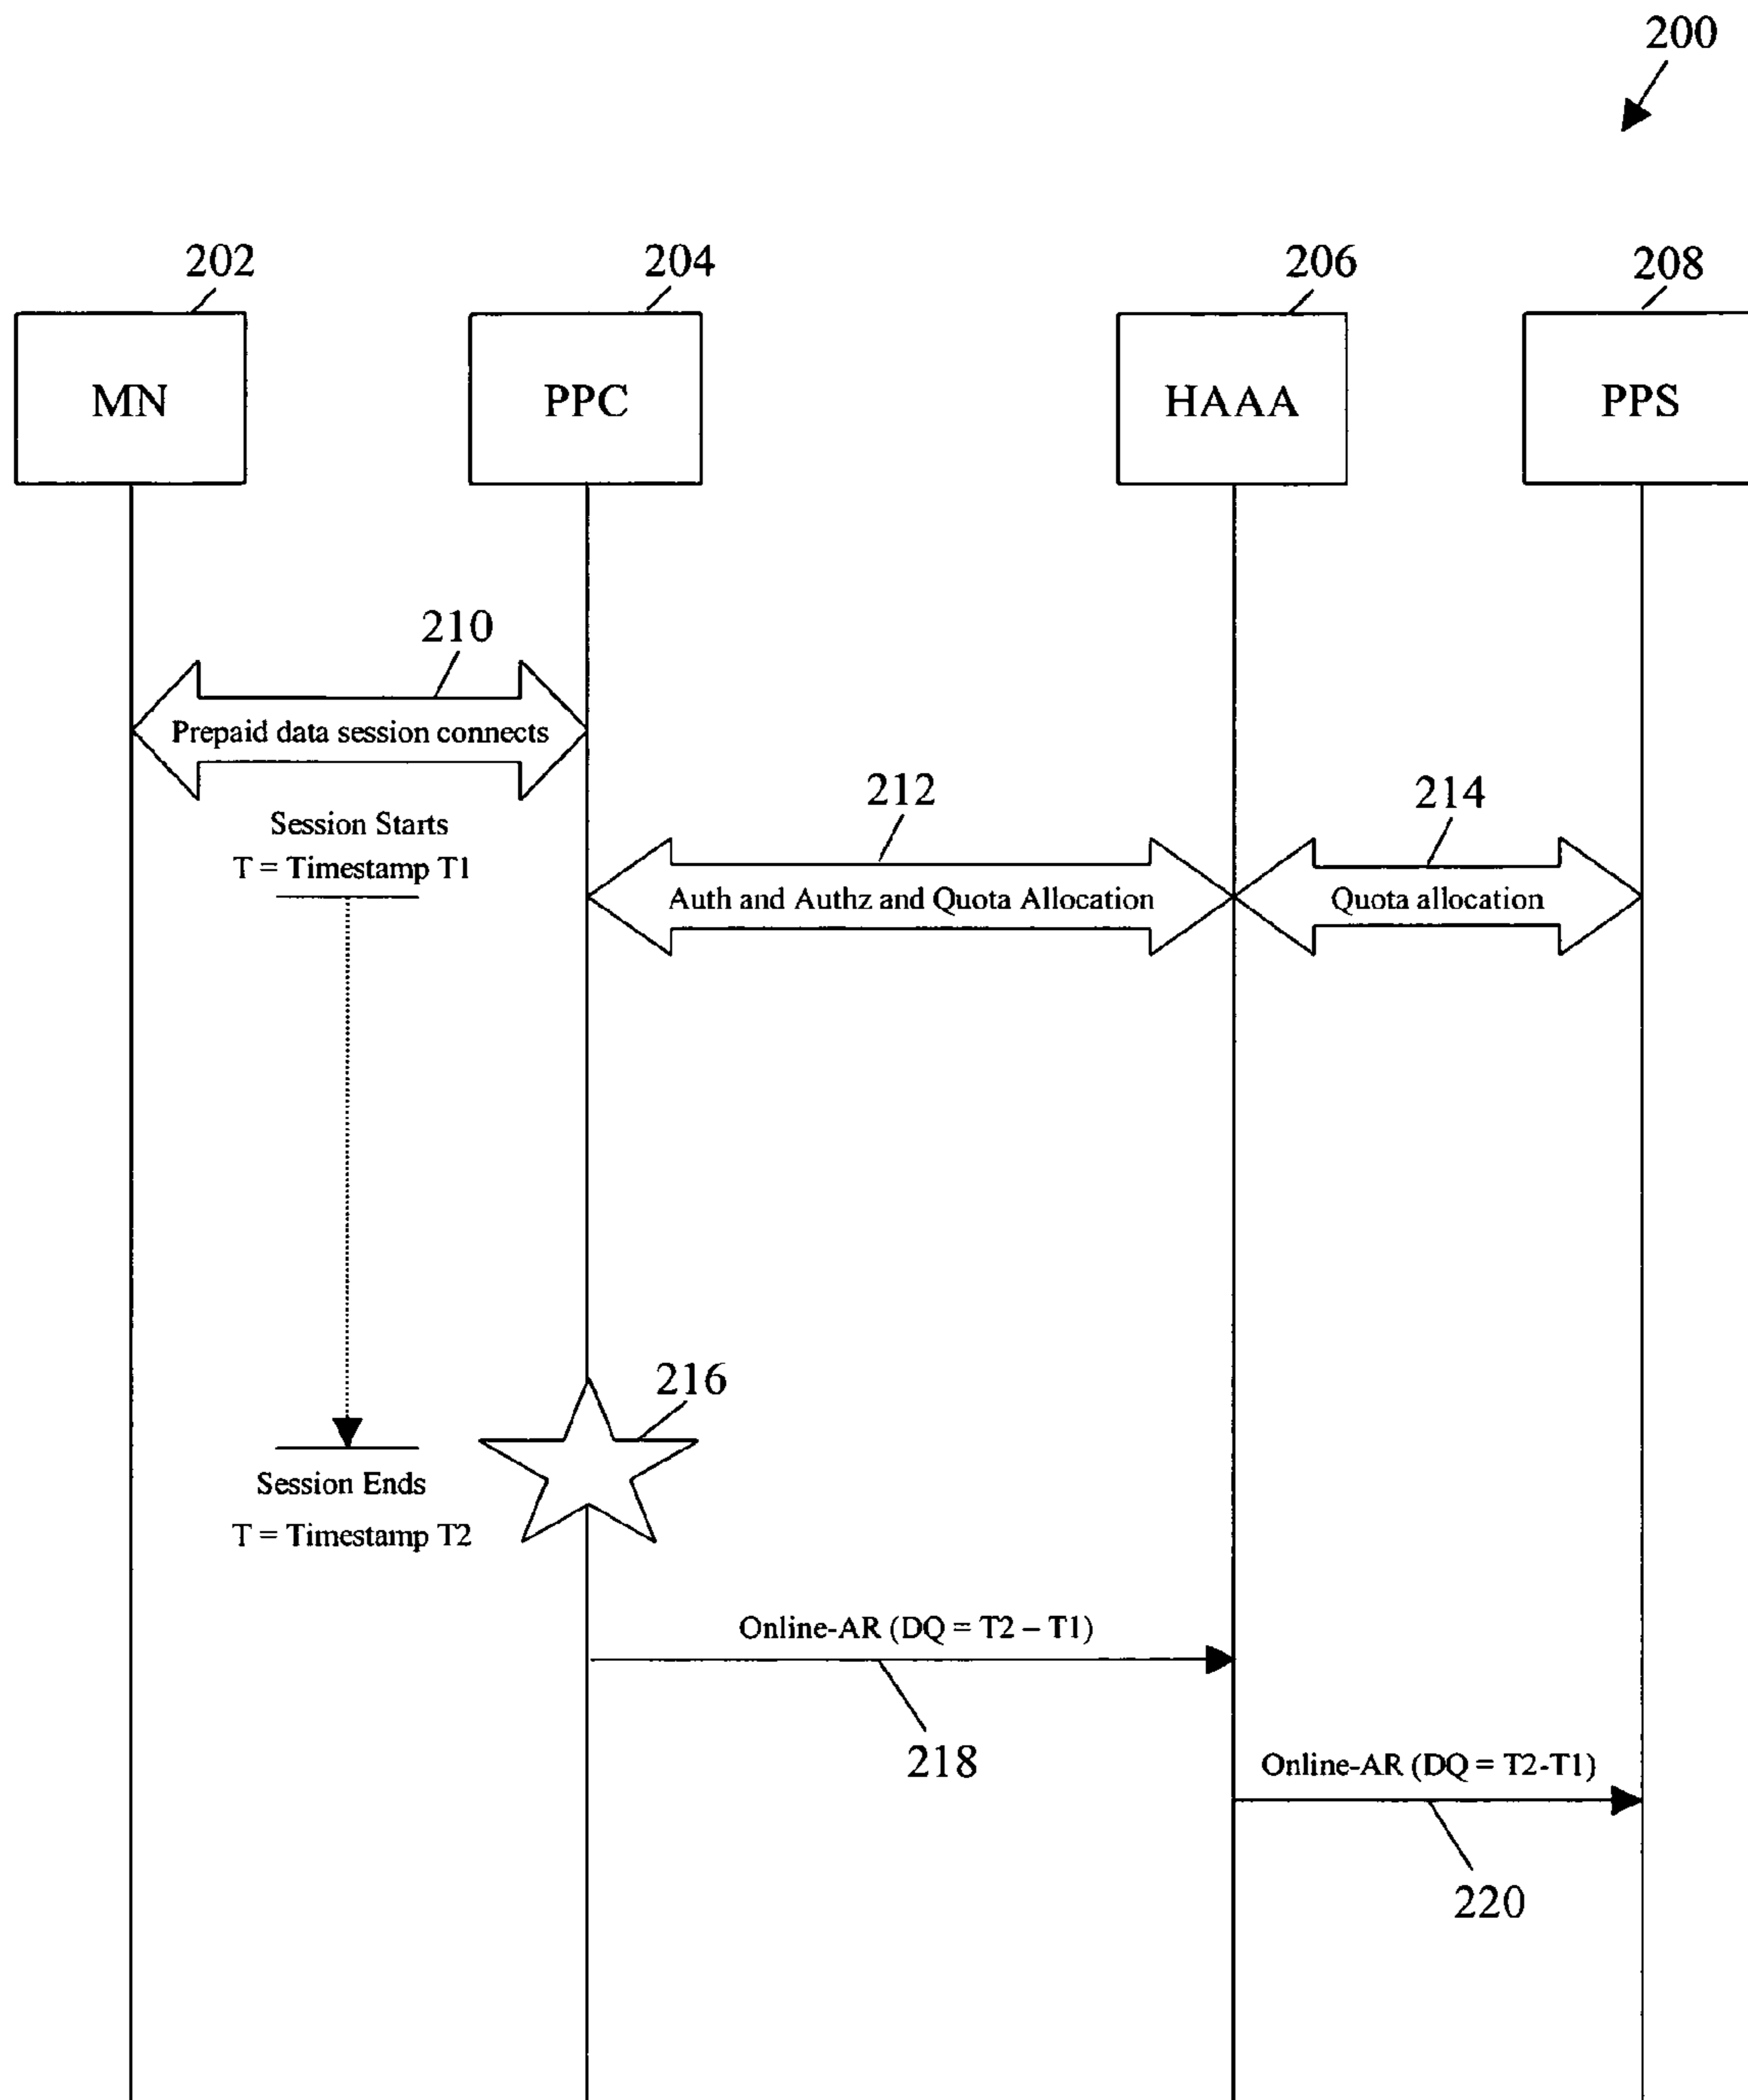 200
202
204
206
208
MN
PPC
HAAA
PPS
210
Prepaid data session connects
212
214
Session Starts
T = Timestamp T1
Auth and Authz and Quota Allocation
Quota allocation
216
Session Ends
T = Timestamp T2
Online-AR (DQ = T2 – T1)
218
Online-AR (DQ = T2-T1)
220